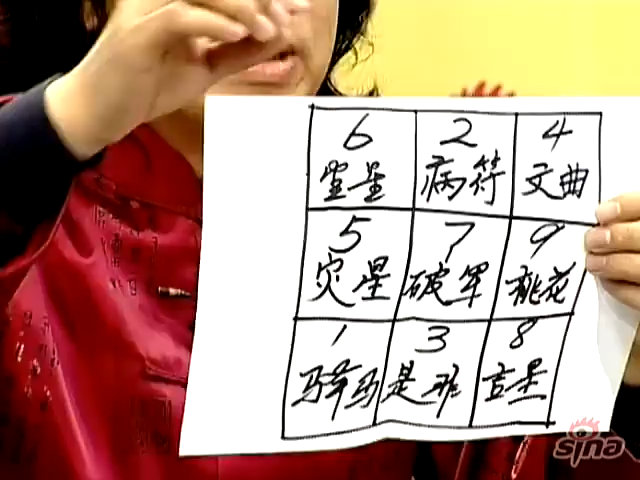 6 2 4
霊星 病符 文曲
5 7 9
灾星 破军 桃花
1 3 8
驿马 是非 吉星
sina